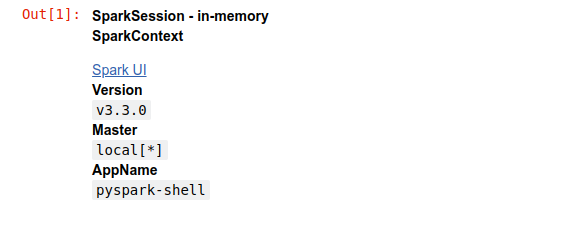 Out[1]: SparkSession - in-memory
SparkContext
Spark UI
Version
v3.3.0
Master
local[*]
AppName
pyspark-shell